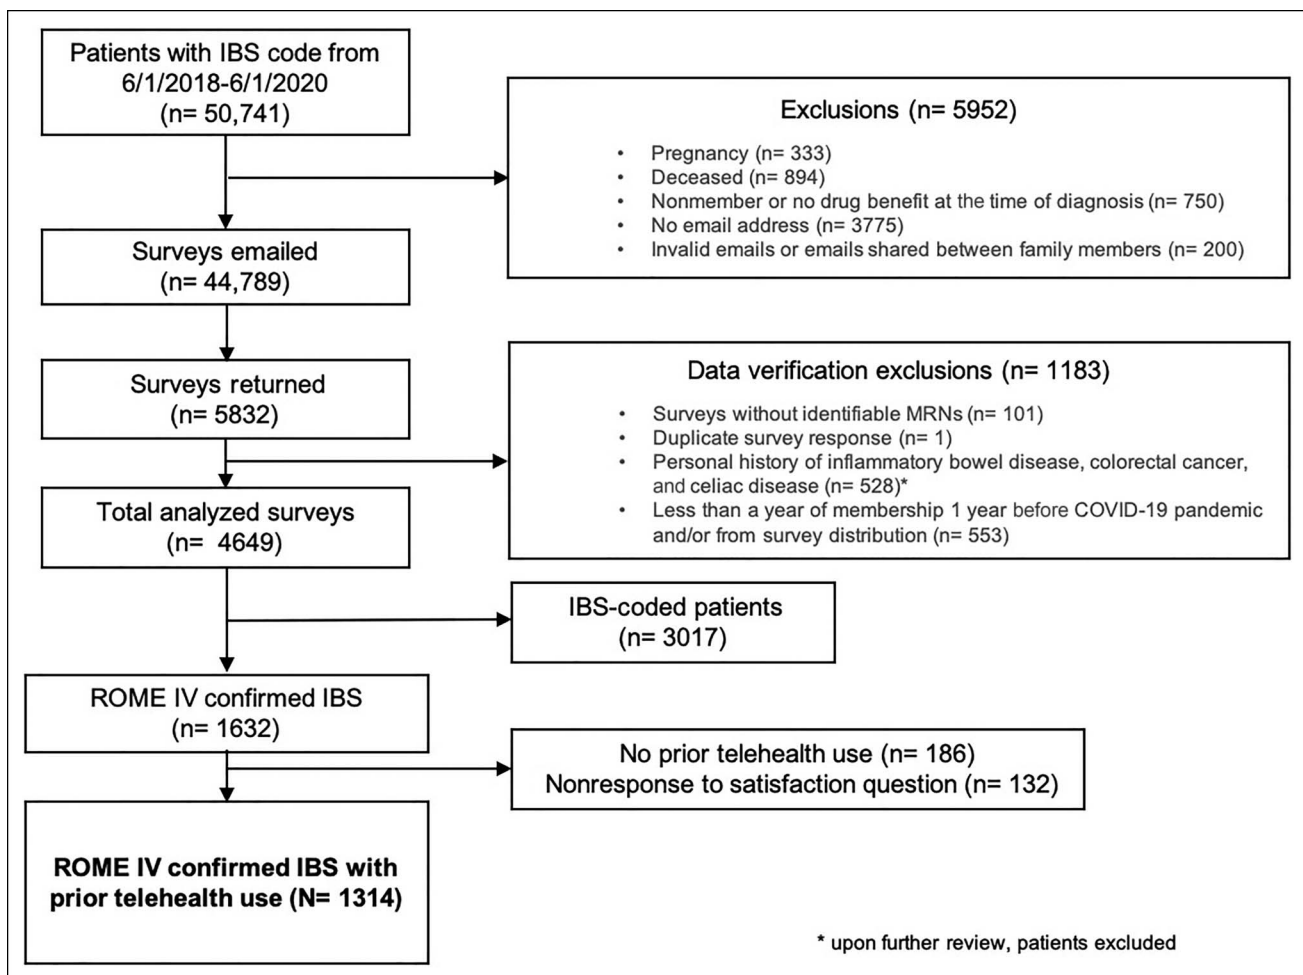 Patients with IBS code from
6/1/2018-6/1/2020
(n= 50,741)
Exclusions (n= 5952)
• Pregnancy (n= 333)
• Deceased (n= 894)
• Nonmember or no drug benefit at the time of diagnosis (n= 750)
• No email address (n= 3775)
• Invalid emails or emails shared between family members (n= 200)
Surveys emailed
(n= 44,789)
Surveys returned
(n= 5832)
Data verification exclusions (n= 1183)
• Surveys without identifiable MRNs (n= 101)
• Duplicate survey response (n= 1)
• Personal history of inflammatory bowel disease, colorectal cancer,
and celiac disease (n= 528)*
• Less than a year of membership 1 year before COVID-19 pandemic
and/or from survey distribution (n= 553)
Total analyzed surveys
(n= 4649)
IBS-coded patients
(n= 3017)
ROME IV confirmed IBS
(n= 1632)
No prior telehealth use (n= 186)
Nonresponse to satisfaction question (n= 132)
ROME IV confirmed IBS with
prior telehealth use (N= 1314)
* upon further review, patients excluded